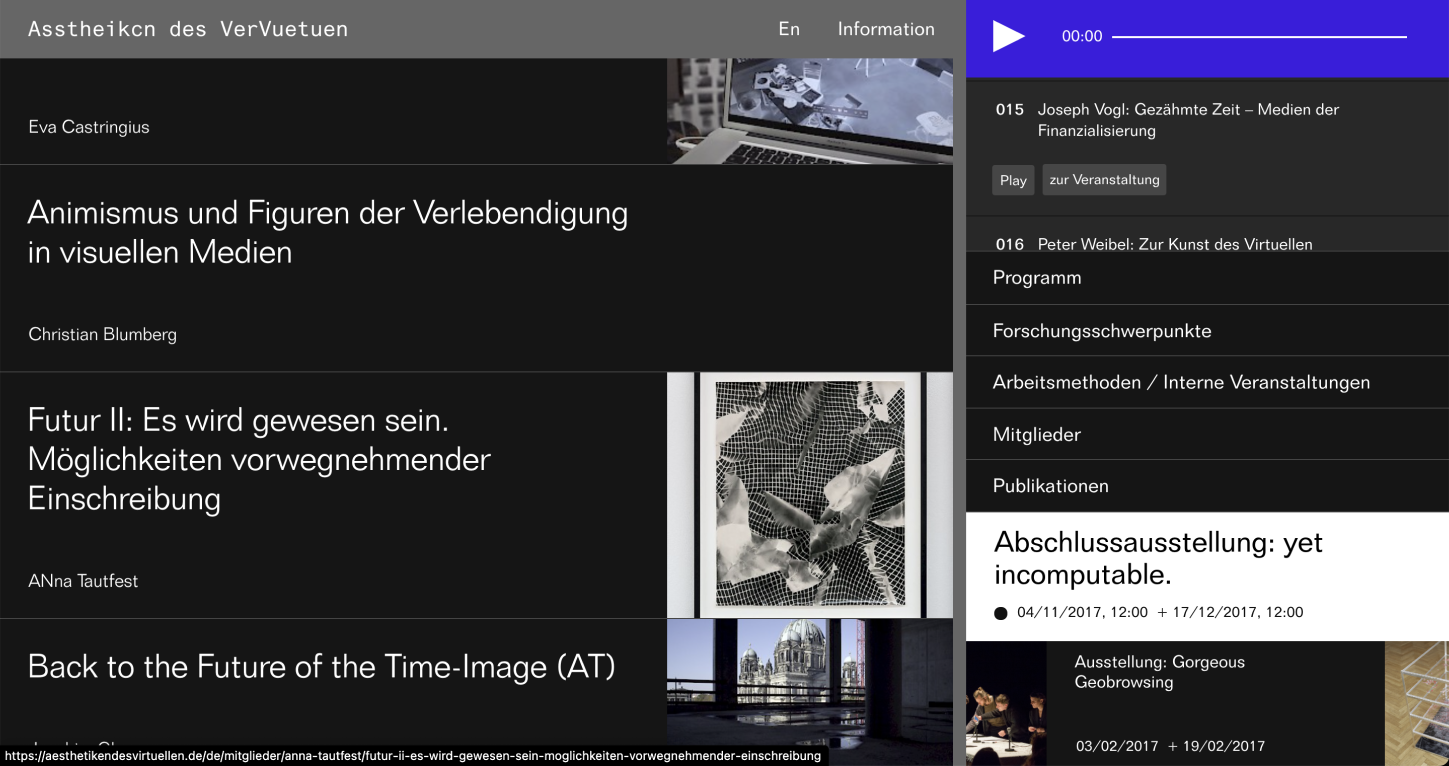 Asstheikcn des VerVuetuen
En
Information
Eva Castringius
Animismus und Figuren der Verlebendigung
in visuellen Medien
Christian Blumberg
Futur II: Es wird gewesen sein.
Möglichkeiten vorwegnehmender
Einschreibung
ANna Tautfest
Back to the Future of the Time-Image (AT)
https://aesthetikendesvirtuellen.de/de/mitglieder/anna-tautfest/futur-ii-es-wird-gewesen-sein-moglichkeiten-vorwegnehmender-einschreibung
00:00
015 Joseph Vogl: Gezähmte Zeit – Medien der
Finanzialisierung
Play
zur Veranstaltung
016 Peter Weibel: Zur Kunst des Virtuellen
Programm
Forschungsschwerpunkte
Arbeitsmethoden / Interne Veranstaltungen
Mitglieder
Publikationen
Abschlussausstellung: yet
incomputable.
04/11/2017, 12:00 + 17/12/2017, 12:00
Ausstellung: Gorgeous
Geobrowsing
03/02/2017 + 19/02/2017